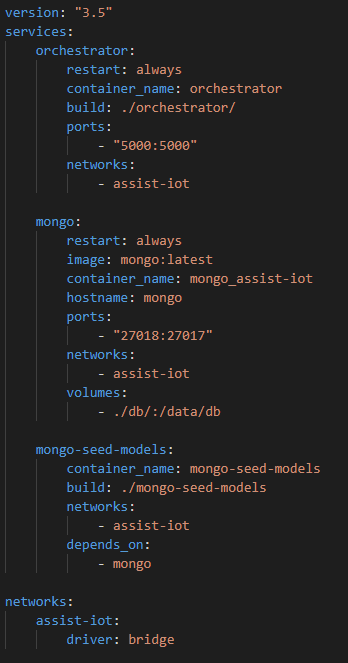 version: "3.5"
services:
    orchestrator:
        restart: always
        container_name: orchestrator
        build: ./orchestrator/
        ports:
            - "5000:5000"
        networks:
            - assist-iot

    mongo:
        restart: always
        image: mongo:latest
        container_name: mongo_assist-iot
        hostname: mongo
        ports:
            - "27018:27017"
        networks:
            - assist-iot
        volumes:
            - ./db/:/data/db

    mongo-seed-models:
        container_name: mongo-seed-models
        build: ./mongo-seed-models
        networks:
            - assist-iot
        depends_on:
            - mongo

networks:
    assist-iot:
        driver: bridge